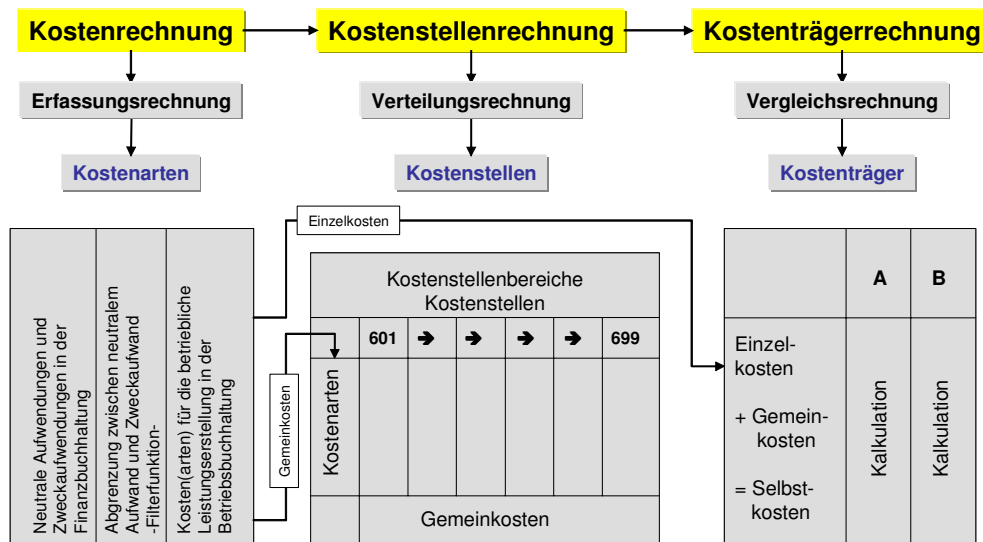 Kostenrechnung
Kostenstellenrechnung
Kostenträgerrechnung
Erfassungsrechnung
Verteilungsrechnung
Vergleichsrechnung
Kostenarten
Kostenstellen
Kostenträger
Einzelkosten
Neutrale Aufwendungen und
Zweckaufwendungen in der
Finanzbuchhaltung
Abgrenzung zwischen neutralem
Aufwand und Zweckaufwand
-Filterfunktion-
Kosten(arten) für die betriebliche
Leistungserstellung in der
Betriebsbuchhaltung
Gemeinkosten
Kostenstellenbereiche
Kostenstellen
601 ➔ ➔ ➔ ➔ 699
Kostenarten
Gemeinkosten
A B
Einzel-
kosten
+ Gemein-
kosten
= Selbst-
kosten
Kalkulation
Kalkulation